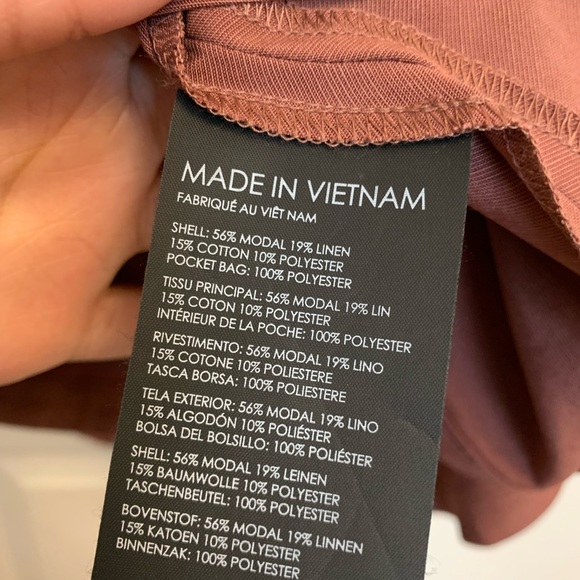 MADE IN VIETNAM
FABRIQUÉ AU VIÊT NAM
SHELL: 56% MODAL 19% LINEN
15% COTTON 10% POLYESTER
POCKET BAG: 100% POLYESTER
TISSU PRINCIPAL: 56% MODAL 19% LIN
15% COTON 10% POLYESTER
INTÉRIEUR DE LA POCHE: 100% POLYESTER
RIVESTIMENTO: 56% MODAL 19% LINO
15% COTONE 10% POLIESTERE
TASCA BORSA: 100% POLIESTERE
TELA EXTERIOR: 56% MODAL 19% LINO
15% ALGODÓN 10% POLIÉSTER
BOLSA DEL BOLSILLO: 100% POLIÉSTER
SHELL: 56% MODAL 19% LEINEN
15% BAUMWOLLE 10% POLYESTER
TASCHENBEUTEL: 100% POLYESTER
BOVENSTOF: 56% MODAL 19% LINNEN
15% KATOEN 10% POLYESTER
BINNENZAK: 100% POLYESTER